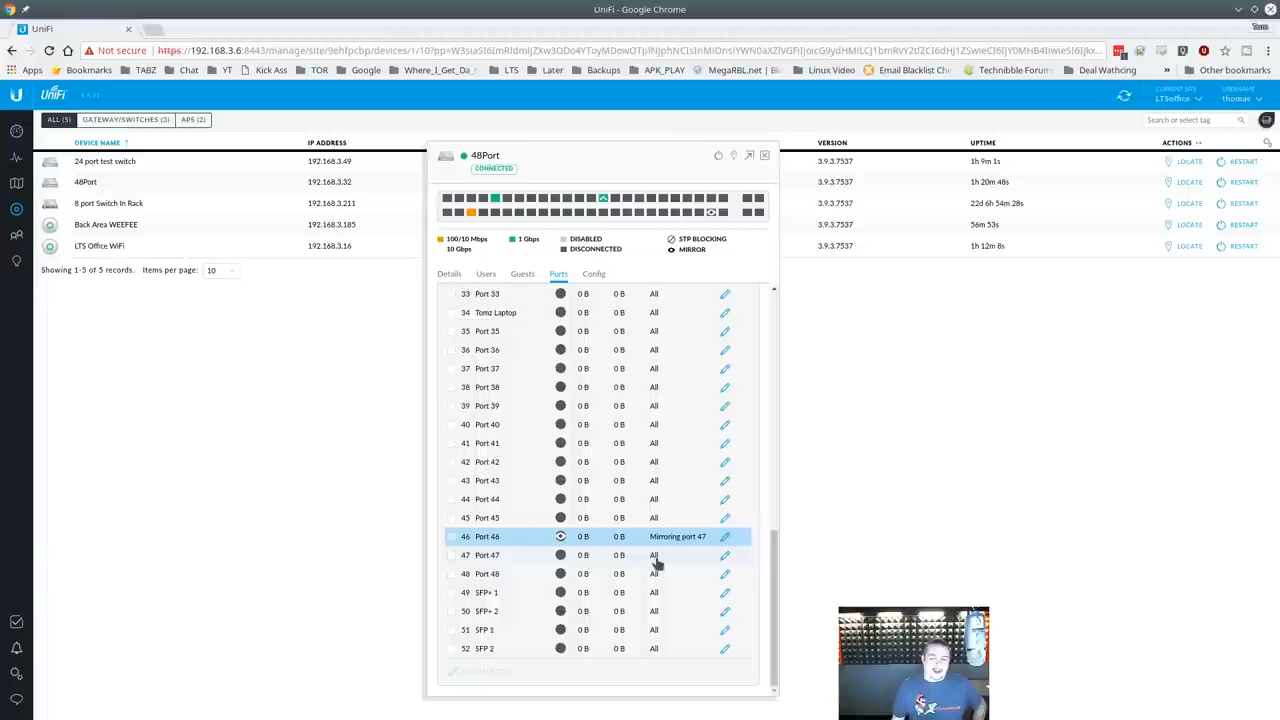 UniFi - Google Chrome
UniFi
Tom
Not secure https://192.168.3.6:8443/manage/site/9ehfpcbp/devices/1/10?
Apps Bookmarks TABZ Chat YT Kick Ass TOR Google Where_I_Get_Da_ LTS Later Backups APK_PLAY MegaRBL.net Linux Video Email Blacklist Che Technibble Forum Deal Wathcing » Other bookmarks
UniFi CURRENT SITE USERNAME
LTSoffice thomas
ALL (5) GATEWAY/SWITCHES (3) APS (2) Search or select tag
DEVICE NAME IP ADDRESS VERSION UPTIME ACTIONS
24 port test switch 192.168.3.49 3.9.3.7537 1h 9m 1s LOCATE RESTART
48Port 192.168.3.32 3.9.3.7537 1h 20m 48s LOCATE RESTART
8 port Switch In Rack 192.168.3.211 3.9.3.7537 22d 6h 54m 28s LOCATE RESTART
Back Area WEEFEE 192.168.3.185 3.9.3.7537 56m 53s LOCATE RESTART
LTS Office WiFi 192.168.3.16 3.9.3.7537 1h 12m 8s LOCATE RESTART
Showing 1-5 of 5 records. Items per page: 10
48Port
CONNECTED
100/10 Mbps 1 Gbps DISABLED STP BLOCKING
10 Gbps DISCONNECTED MIRROR
Details Users Guests Ports Config
33 Port 33 0 B 0 B All
34 Tomz Laptop 0 B 0 B All
35 Port 35 0 B 0 B All
36 Port 36 0 B 0 B All
37 Port 37 0 B 0 B All
38 Port 38 0 B 0 B All
39 Port 39 0 B 0 B All
40 Port 40 0 B 0 B All
41 Port 41 0 B 0 B All
42 Port 42 0 B 0 B All
43 Port 43 0 B 0 B All
44 Port 44 0 B 0 B All
45 Port 45 0 B 0 B All
46 Port 46 0 B 0 B Mirroring port 47
47 Port 47 0 B 0 B All
48 Port 48 0 B 0 B All
49 SFP+ 1 0 B 0 B All
50 SFP+ 2 0 B 0 B All
51 SFP 1 0 B 0 B All
52 SFP 2 0 B 0 B All